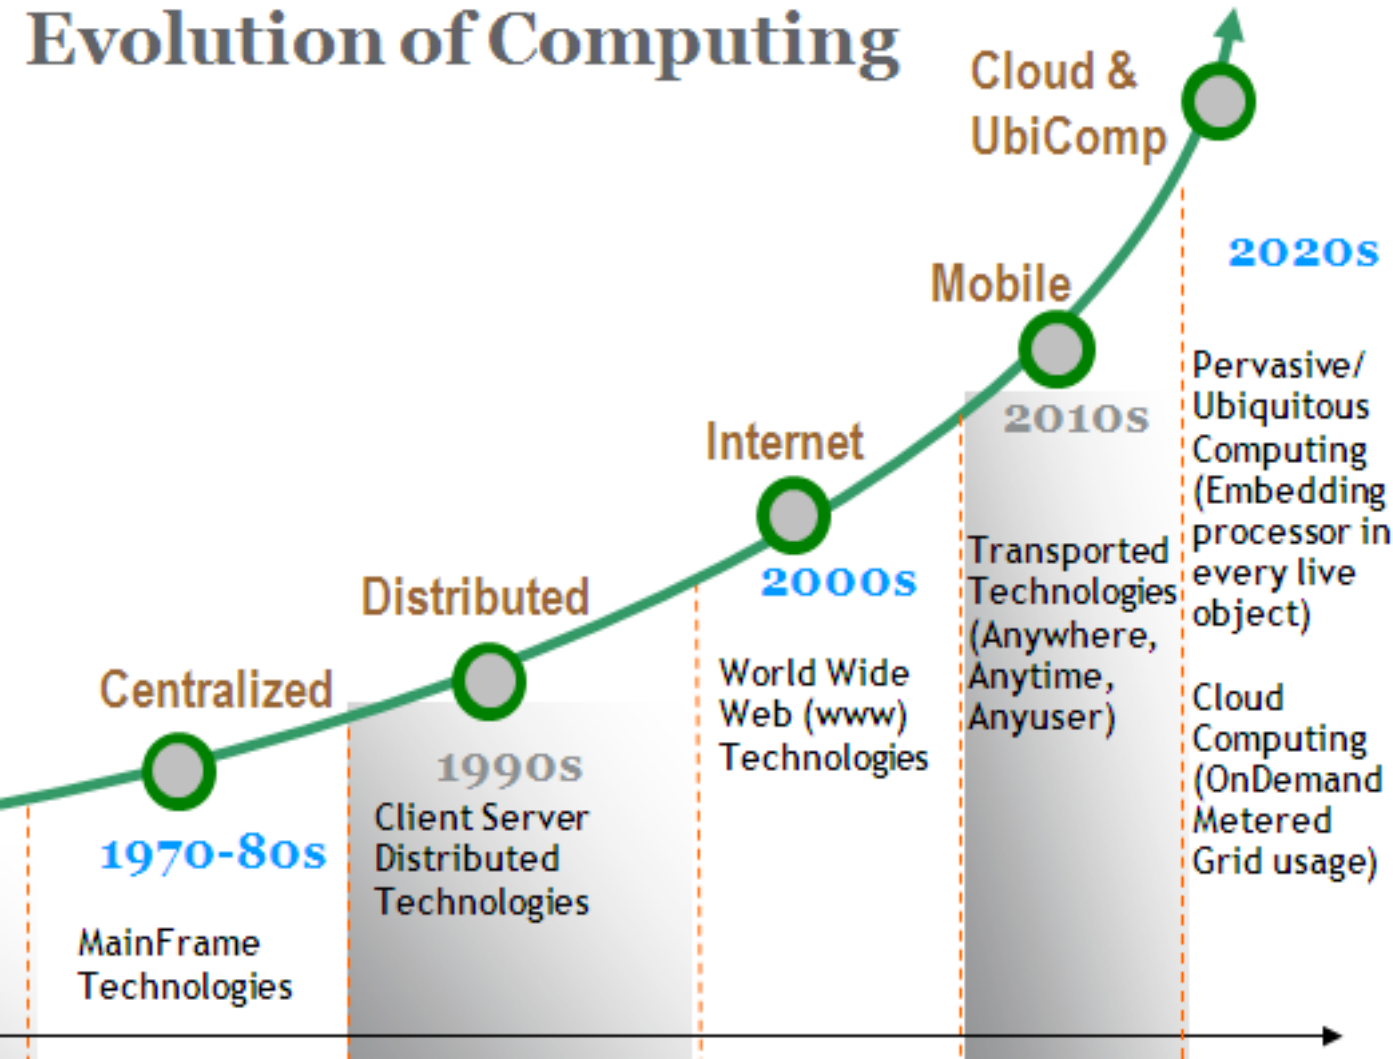 Evolution of Computing
Centralized
1970-80s
MainFrame
Technologies
Distributed
1990s
Client Server
Distributed
Technologies
Internet
2000s
World Wide
Web (www)
Technologies
Mobile
2010s
Transported
Technologies
(Anywhere,
Anytime,
Anyuser)
Cloud &
UbiComp
2020s
Pervasive/
Ubiquitous
Computing
(Embedding
processor in
every live
object)
Cloud
Computing
(OnDemand
Metered
Grid usage)